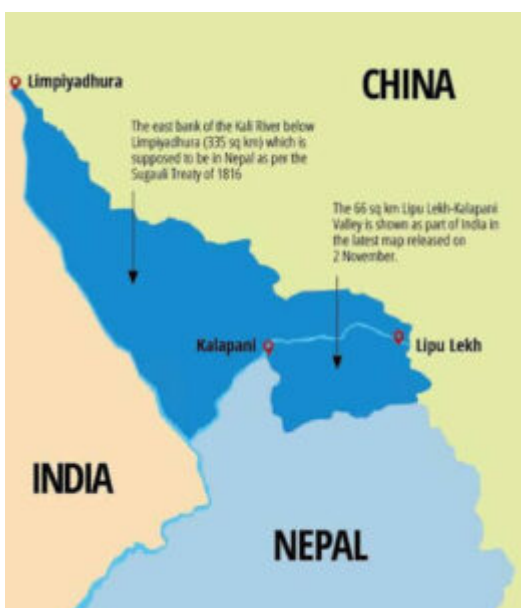 Limpiyadhura
CHINA
The east bank of the Kali River below
Limpiyadhura (335 sq km) which is
supposed to be in Nepal as per the
Sugauli Treaty of 1816
The 66 sq km Lipu Lekh-Kalapani
Valley is shown as part of India in
the latest map released on
2 November.
Kalapani
Lipu Lekh
INDIA
NEPAL